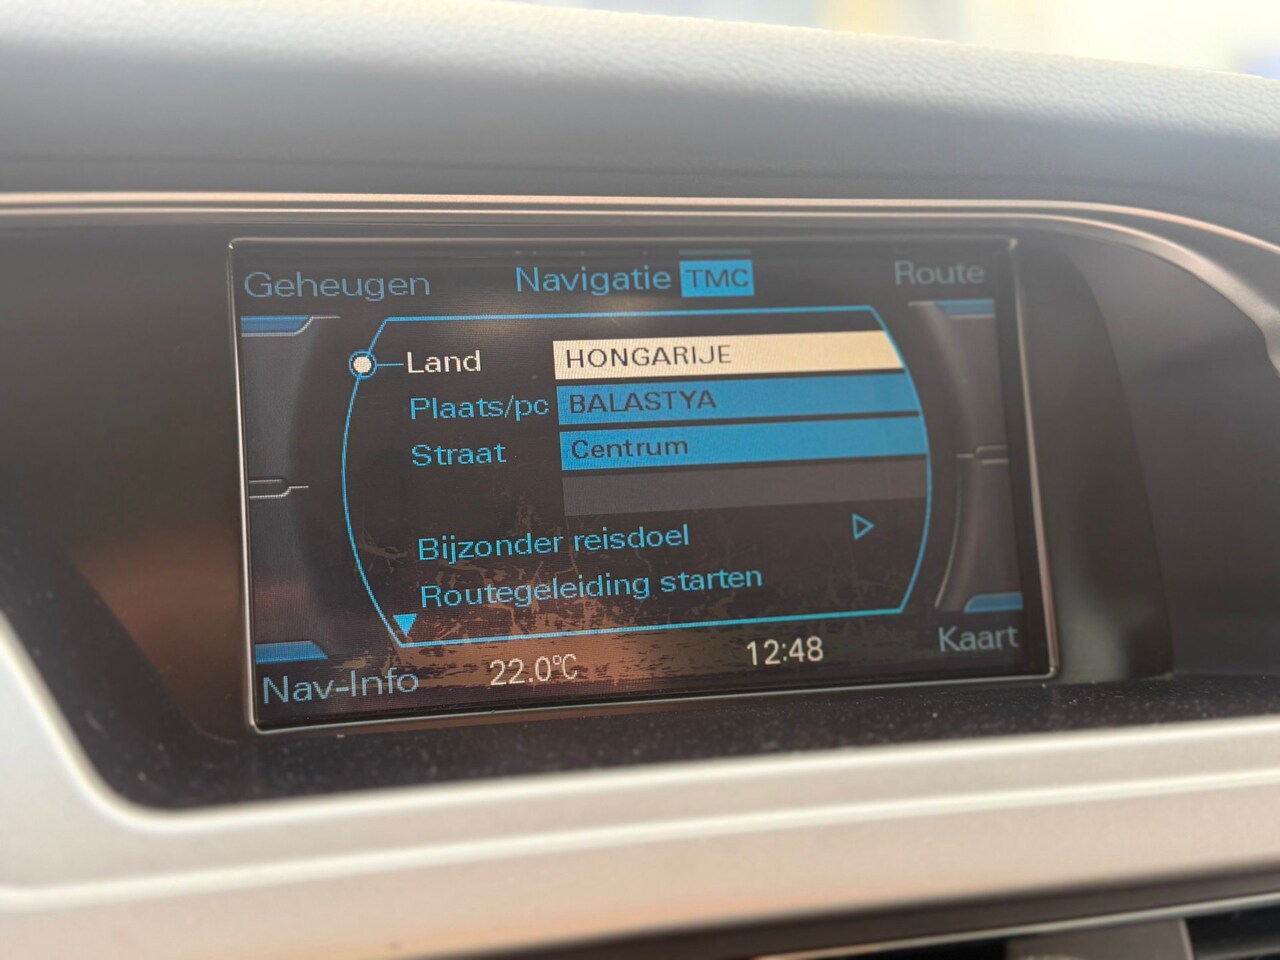 Geheugen Navigatie TMC Route
Land HONGARIJE
Plaats/pc BALASTYA
Straat Centrum
Bijzonder reisdoel
Routegeleiding starten
Nav-Info 22.0°C 12:48 Kaart